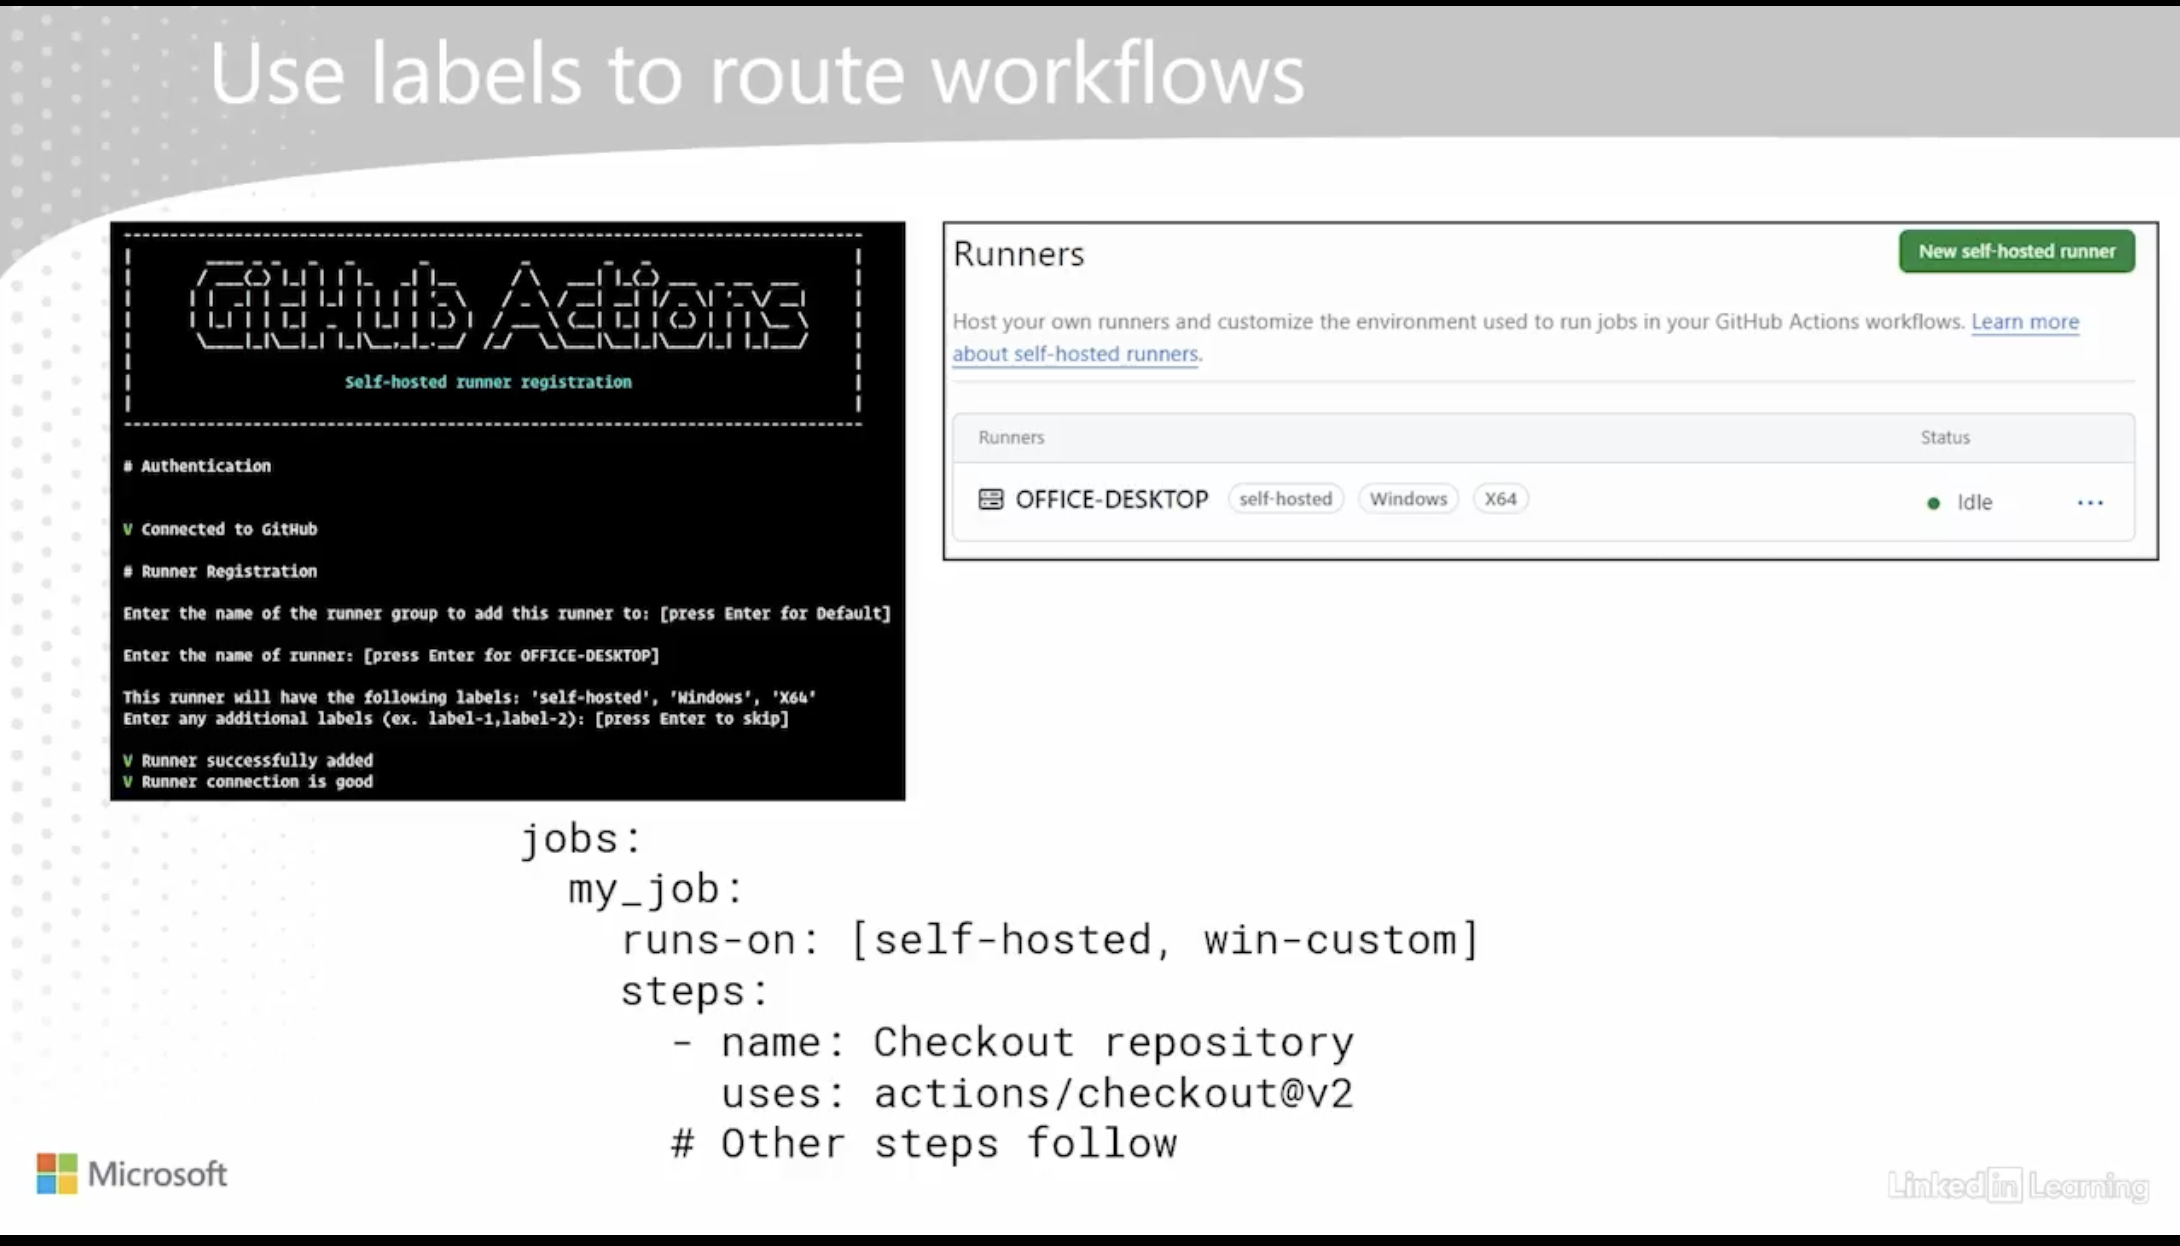 Use labels to route workflows
GitHub Actions
Self-hosted runner registration
# Authentication
√ Connected to GitHub
# Runner Registration
Enter the name of the runner group to add this runner to: [press Enter for Default]
Enter the name of runner: [press Enter for OFFICE-DESKTOP]
This runner will have the following labels: 'self-hosted', 'Windows', 'X64'
Enter any additional labels (ex. label-1,label-2): [press Enter to skip]
√ Runner successfully added
√ Runner connection is good
Runners
New self-hosted runner
Host your own runners and customize the environment used to run jobs in your GitHub Actions workflows. Learn more
about self-hosted runners.
Runners Status
OFFICE-DESKTOP self-hosted Windows X64 Idle ...
jobs:
my_job:
runs-on: [self-hosted, win-custom]
steps:
- name: Checkout repository
uses: actions/checkout@v2
# Other steps follow
Microsoft
LinkedIn Learning